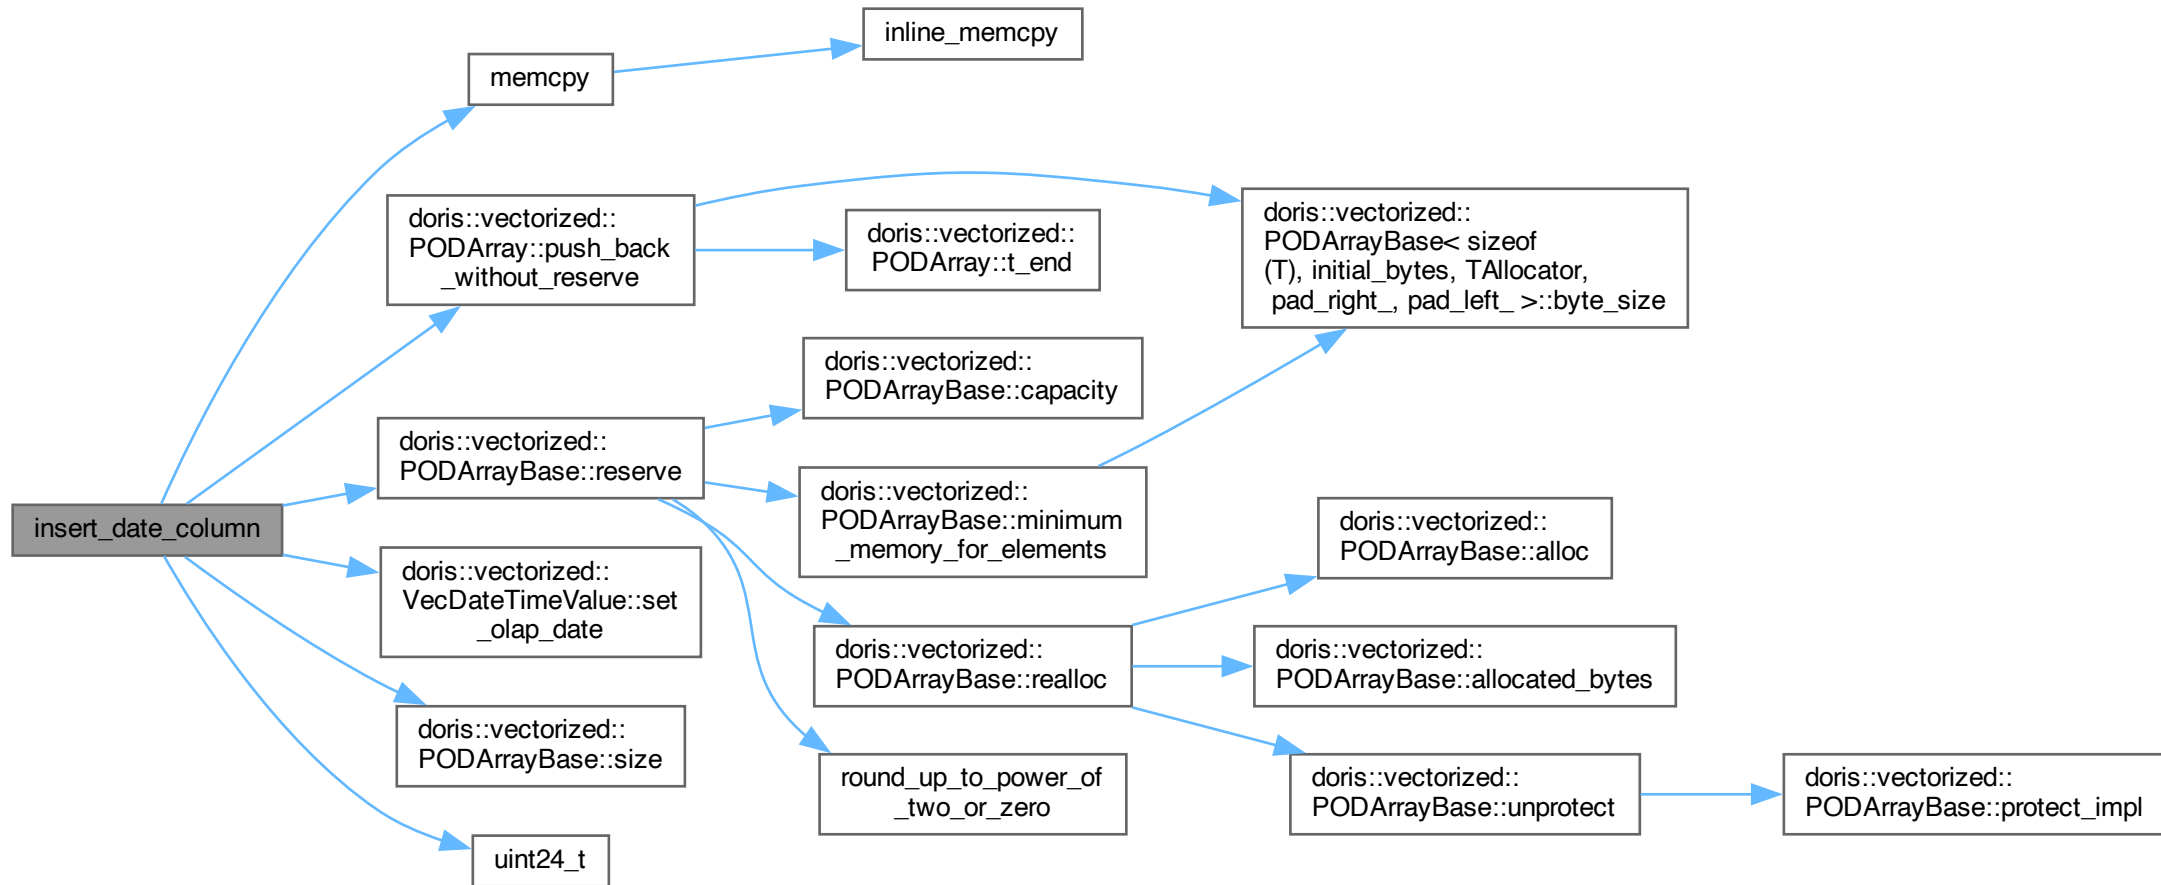 inline_memcpy
memcpy
doris::vectorized::
PODArray::push_back
_without_reserve
doris::vectorized::
PODArray::t_end
doris::vectorized::
PODArrayBase< sizeof
(T), initial_bytes, TAllocator,
pad_right_, pad_left_ >::byte_size
doris::vectorized::
PODArrayBase::capacity
doris::vectorized::
PODArrayBase::reserve
doris::vectorized::
PODArrayBase::minimum
_memory_for_elements
insert_date_column
doris::vectorized::
PODArrayBase::alloc
doris::vectorized::
VecDateTimeValue::set
_olap_date
doris::vectorized::
PODArrayBase::realloc
doris::vectorized::
PODArrayBase::allocated_bytes
doris::vectorized::
PODArrayBase::size
round_up_to_power_of
_two_or_zero
doris::vectorized::
PODArrayBase::unprotect
doris::vectorized::
PODArrayBase::protect_impl
uint24_t